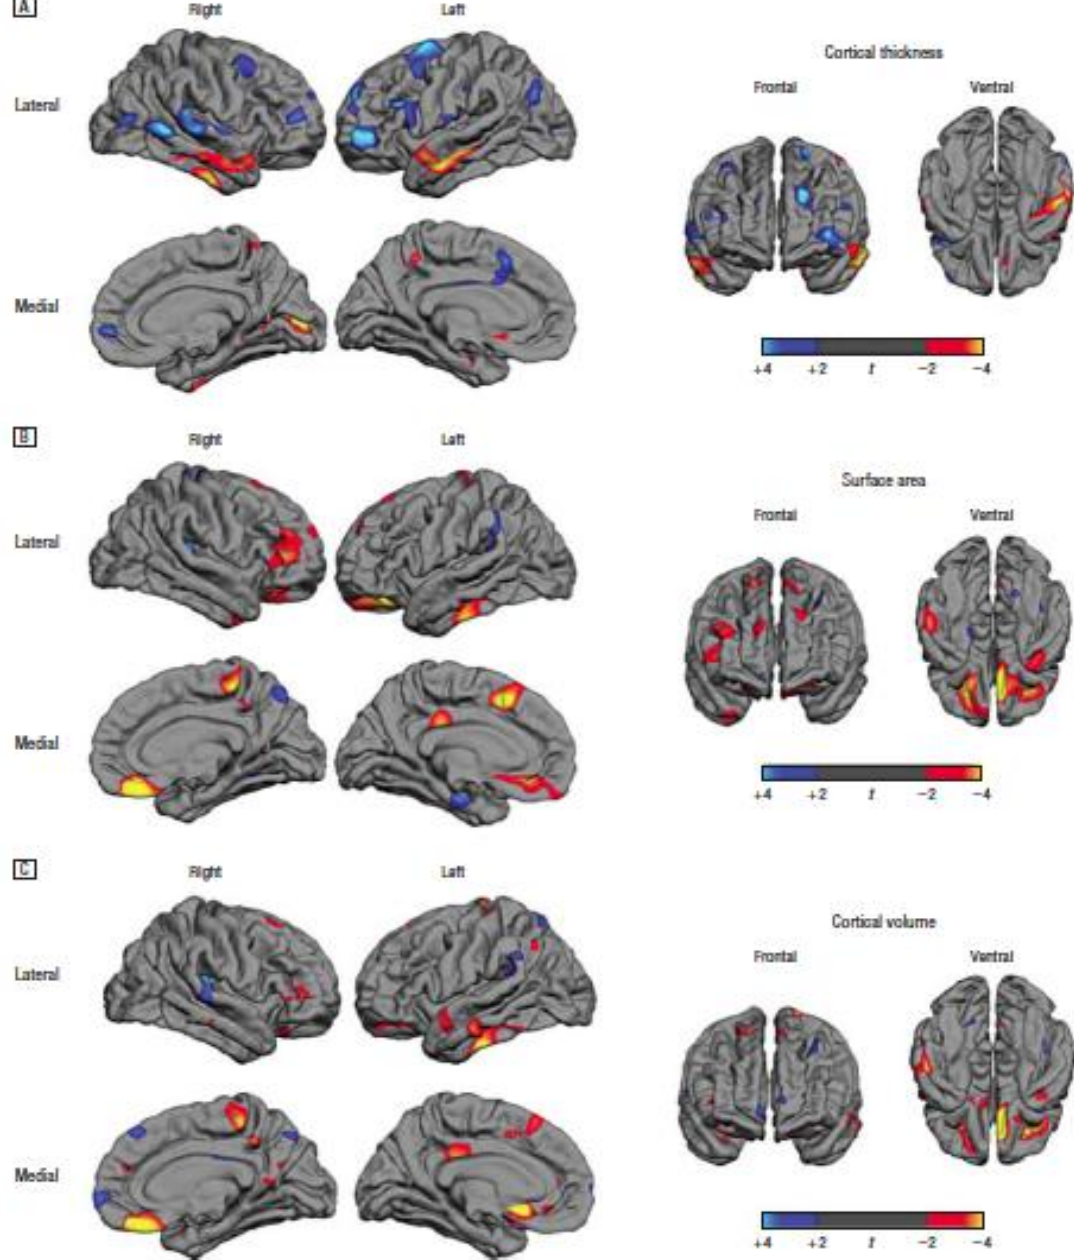 A
Right Left
Cortical thickness
Frontal Ventral
Lateral
Medial
+4 +2 t −2 −4
B
Right Left
Surface area
Frontal Ventral
Lateral
Medial
+4 +2 t −2 −4
C
Right Left
Cortical volume
Frontal Ventral
Lateral
Medial
+4 +2 t −2 −4